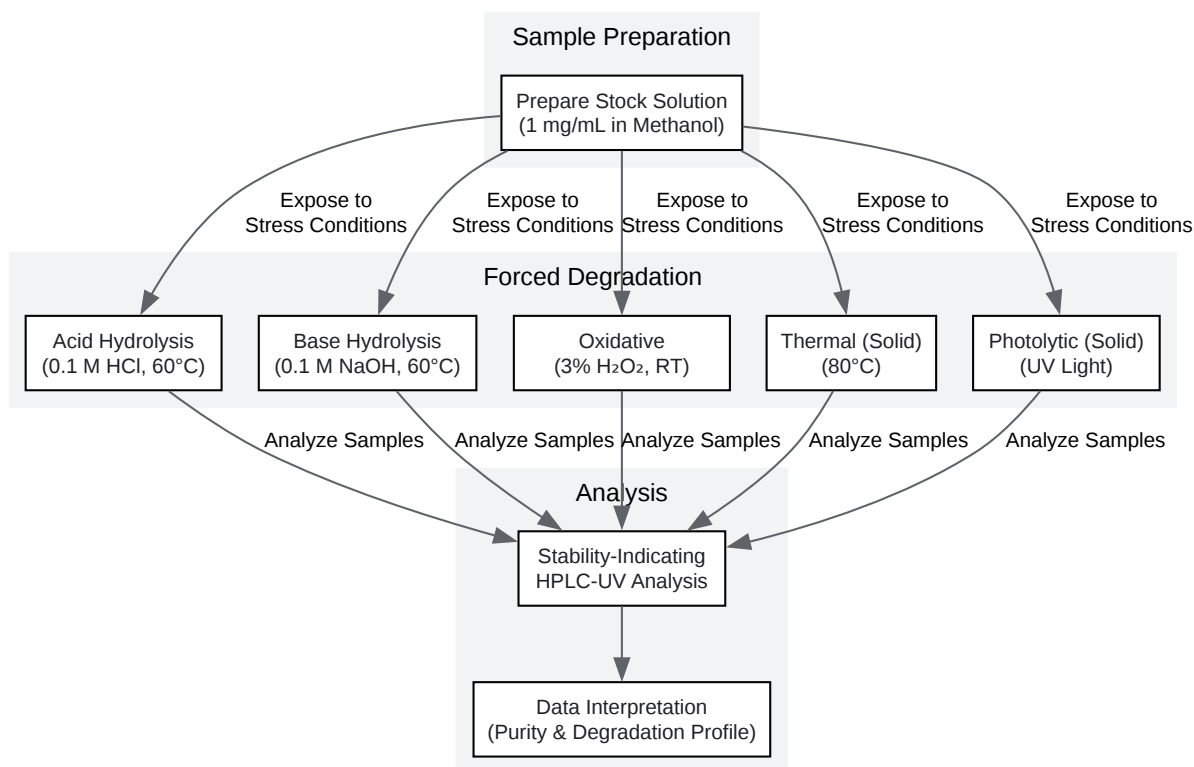 Sample Preparation
Prepare Stock Solution
(1 mg/mL in Methanol)
Expose to
Stress Conditions
Expose to
Stress Conditions
Expose to
Stress Conditions
Expose to
Stress Conditions
Expose to
Stress Conditions
Forced Degradation
Acid Hydrolysis
(0.1 M HCl, 60°C)
Base Hydrolysis
(0.1 M NaOH, 60°C)
Oxidative
(3% H₂O₂, RT)
Thermal (Solid)
(80°C)
Photolytic (Solid)
(UV Light)
Analyze Samples
Analyze Samples
Analyze Samples
Analyze Samples
Analyze Samples
Analysis
Stability-Indicating
HPLC-UV Analysis
Data Interpretation
(Purity & Degradation Profile)